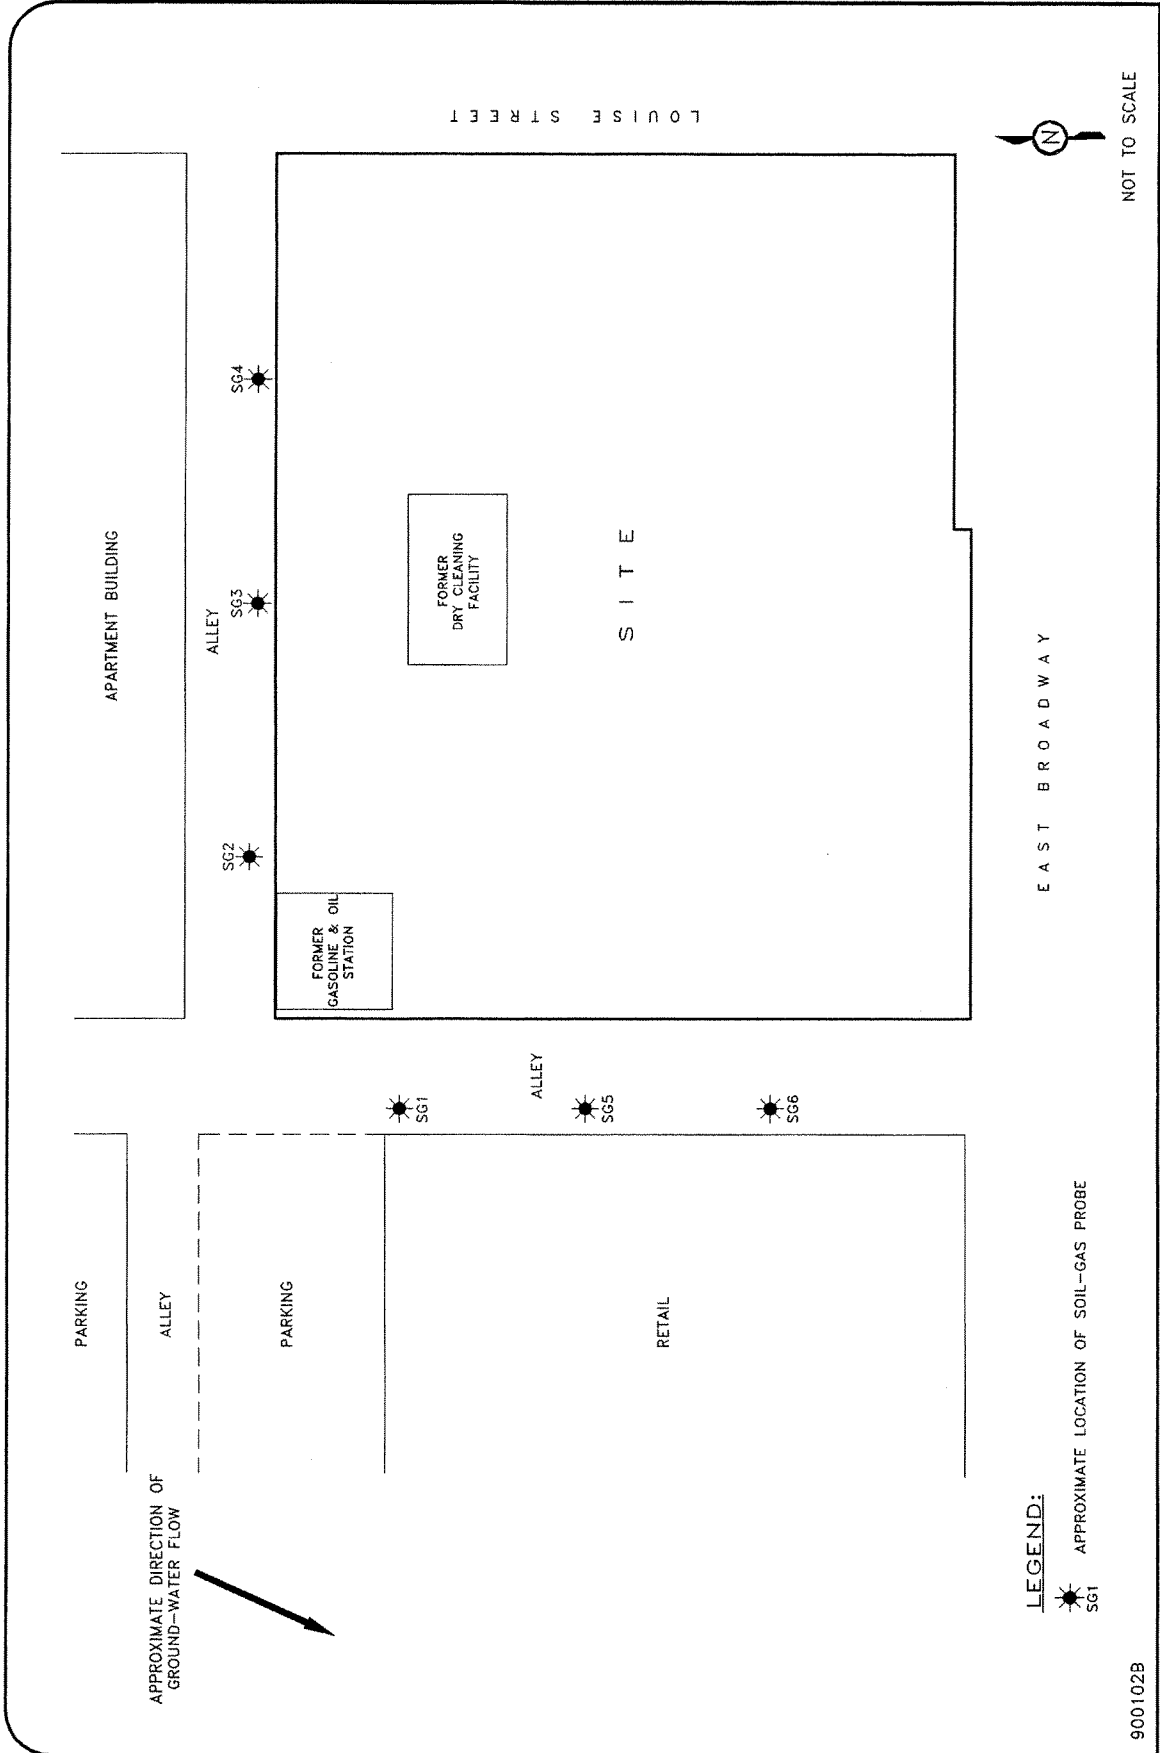 APARTMENT BUILDING
PARKING
ALLEY
PARKING
RETAIL
ALLEY
ALLEY
SG2
SG3
SG4
SG1
SG5
SG6
FORMER
GASOLINE & OIL
STATION
FORMER
DRY CLEANING
FACILITY
SITE
LOUISE STREET
EAST BROADWAY
APPROXIMATE DIRECTION OF
GROUND-WATER FLOW
LEGEND:
SG1
APPROXIMATE LOCATION OF SOIL-GAS PROBE
N
NOT TO SCALE
900102B